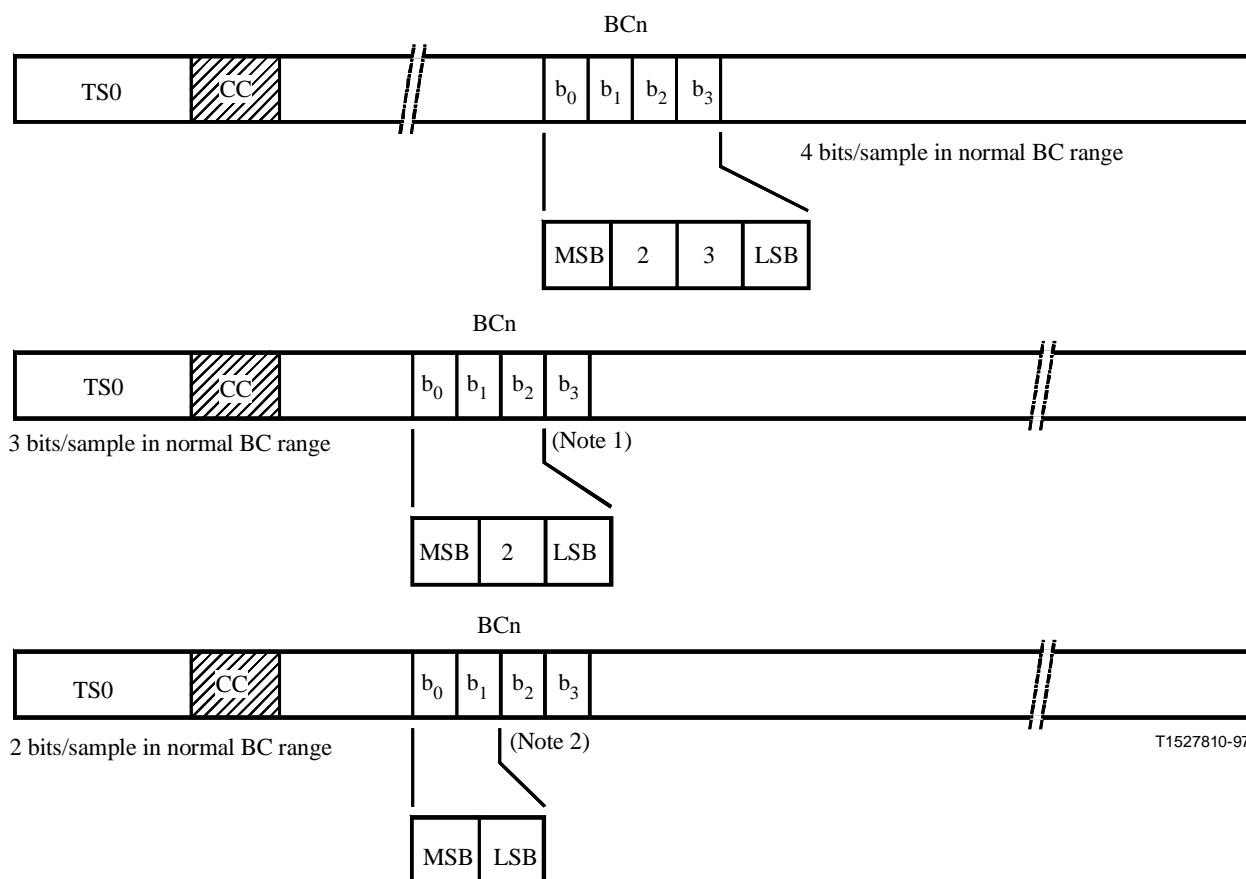 BCn
TS0 CC b0 b1 b2 b3
4 bits/sample in normal BC range
MSB 2 3 LSB
BCn
TS0 CC b0 b1 b2 b3
3 bits/sample in normal BC range (Note 1)
MSB 2 LSB
BCn
TS0 CC b0 b1 b2 b3
2 bits/sample in normal BC range (Note 2) T1527810-97
MSB LSB